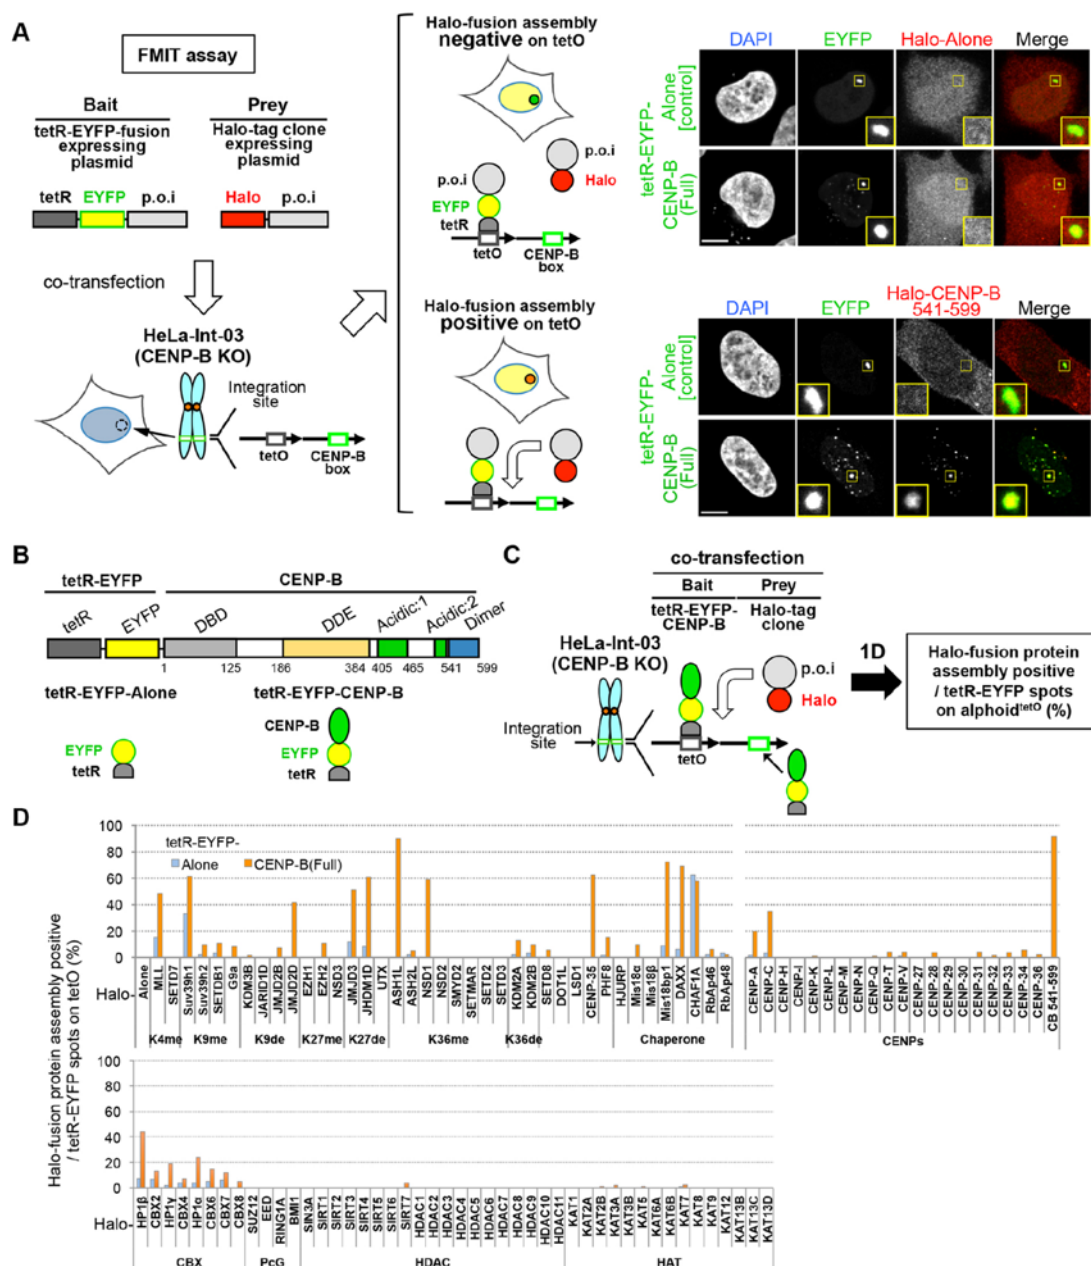 A
FMIT assay
Bait
tetR-EYFP-fusion
expressing
plasmid
Prey
Halo-tag clone
expressing
plasmid
tetR EYFP p.o.i
Halo p.o.i
co-transfection
HeLa-Int-03
(CENP-B KO)
Integration
site
tetO
CENP-B
box
Halo-fusion assembly
negative on tetO
p.o.i
EYFP
tetR
p.o.i
Halo
tetO
CENP-B
box
Halo-fusion assembly
positive on tetO
tetO
CENP-B
box
DAPI EYFP Halo-Alone Merge
tetR-EYFP-
Alone
[control]
CENP-B
(Full)
DAPI EYFP Halo-CENP-B
541-599 Merge
tetR-EYFP-
Alone
[control]
CENP-B
(Full)
B
tetR-EYFP CENP-B
tetR EYFP DBD DDE Acidic:1 Acidic:2 Dimer
1 125 186 384 405 465 541 599
tetR-EYFP-Alone
EYFP
tetR
tetR-EYFP-CENP-B
CENP-B
EYFP
tetR
C
co-transfection
Bait Prey
tetR-EYFP-
CENP-B
Halo-tag
clone
HeLa-Int-03
(CENP-B KO)
Integration
site
tetO
p.o.i
Halo
1D
Halo-fusion protein
assembly positive
/ tetR-EYFP spots
on alphoid^tetO (%)
D
Halo-fusion protein assembly positive
/ tetR-EYFP spots on tetO (%)
100
80
60
40
20
0
tetR-EYFP-
Alone CENP-B(Full)
Halo-
Alone MLL SETD7 Suv39h1 Suv39h2 SETDB1 G9a KDM3B JARID1D JMJD2B JMJD2D EZH1 EZH2 NSD3 JMJD3 JHDM1D UTX ASH1L ASH2L NSD1 NSD2 SMYD2 SETMAR SETD2 SETD3 KDM2A KDM2B SETD8 DOT1L LSD1 CENP-35 PHF8 HJURP Mis18α Mis18β Mis18bp1 DAXX CHAF1A RbAp46 RbAp48
CENP-A CENP-C CENP-H CENP-I CENP-K CENP-L CENP-M CENP-N CENP-Q CENP-T CENP-V CENP-27 CENP-28 CENP-29 CENP-30 CENP-31 CENP-32 CENP-33 CENP-34 CENP-36 CB 541-599
K4me K9me K9de K27me K27de K36me K36de Chaperone CENPs
100
80
60
40
20
0
Halo-
HP1β CBX2 HP1γ CBX4 HP1α CBX6 CBX7 CBX8 SUZ12 EED RING1A BMI1 SIN3A SIRT1 SIRT2 SIRT3 SIRT4 SIRT5 SIRT6 SIRT7 HDAC1 HDAC2 HDAC3 HDAC4 HDAC5 HDAC6 HDAC7 HDAC8 HDAC9 HDAC10 HDAC11 KAT1 KAT2A KAT2B KAT3A KAT3B KAT5 KAT6A KAT6B KAT7 KAT8 KAT9 KAT12 KAT13B KAT13C KAT13D
CBX PcG HDAC HAT